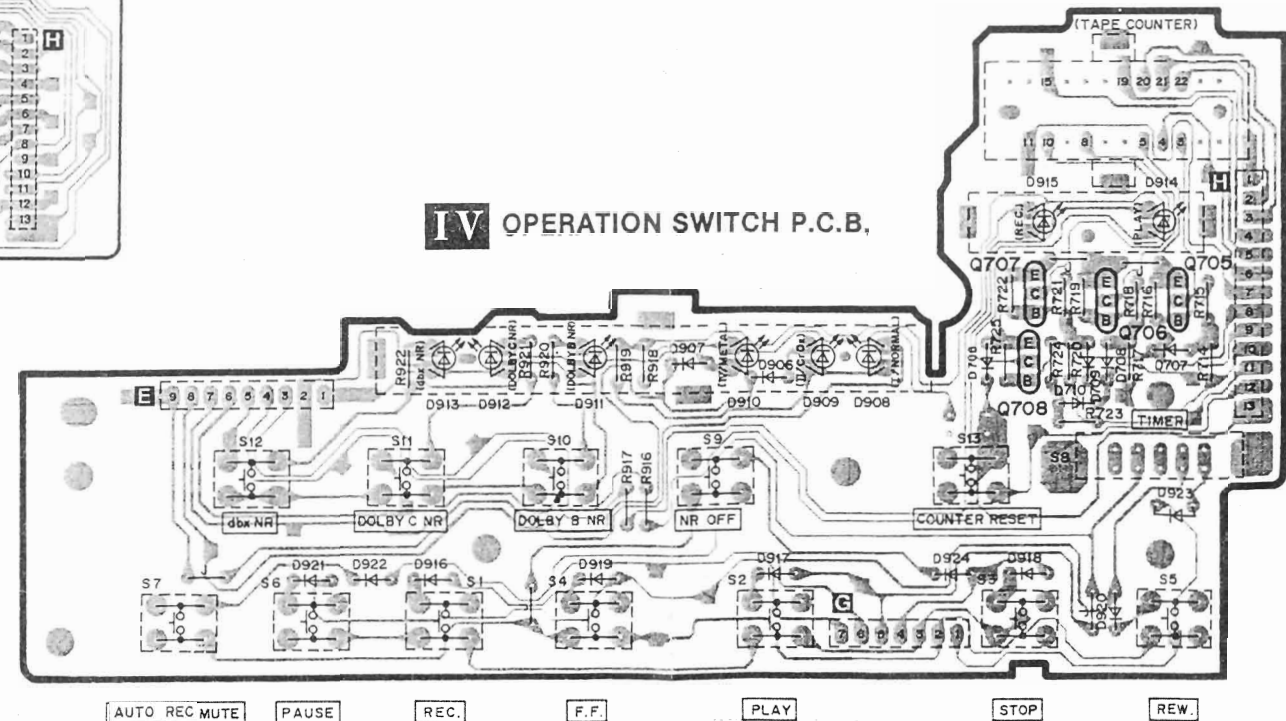 (TAPE COUNTER)
1 H
2
3
4
5
6
7
8
9
10
11
12
13
15 19 20 21 22
11 10 8 5 4 3
D915 D914 H
1
2
3
4
5
6
7
8
9
10
11
12
13
IV OPERATION SWITCH P.C.B.
(REC.) (PLAY)
Q707 Q705
R722 E C B R721 R719 E C B R718 R716 E C B R715
Q706
R725
D706 E C B R724 R720 D709 D708 R717 D707 R714
D710
Q708 R723
TIMER
R922 (dbx NR) (DOLBY C NR) R921 R920 (DOLBY B NR) R919 R918 D907 (IV/METAL) D906 (II/CrO2) (I/NORMAL)
E 9 8 7 6 5 4 3 2 1
D913 D912 D911 D910 D909 D908
S12 S11 S10 S9 S13 S8
R917 R916
D923
dbx NR DOLBY C NR DOLBY B NR NR OFF COUNTER RESET
J
S7 S6 D921 D922 D916 S1 S4 D919 S2 D917 D924 S3 D918 S5
G
7 6 5 4 3 2 1
D920
AUTO REC MUTE PAUSE REC. F.F. PLAY STOP REW.